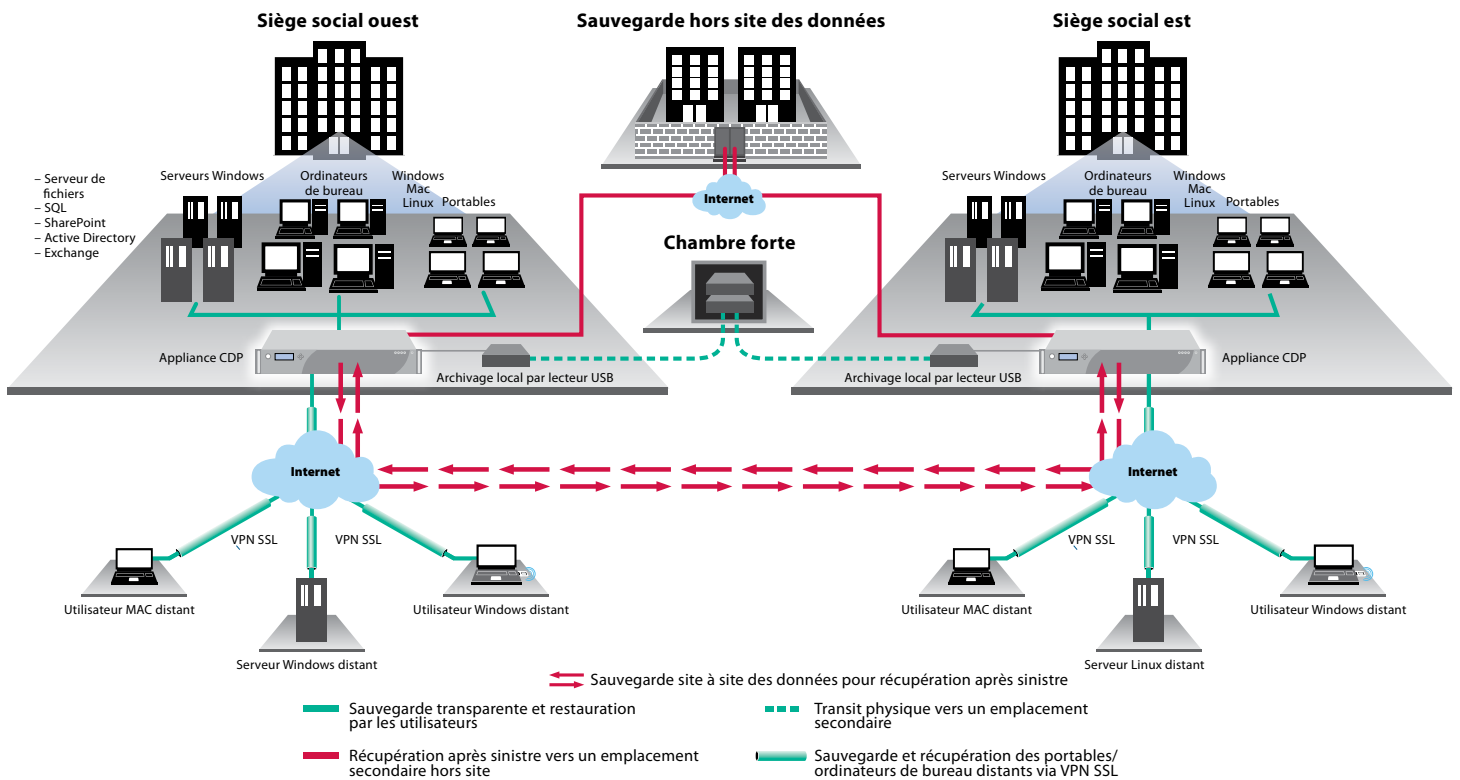 Siège social ouest
Sauvegarde hors site des données
Siège social est
– Serveur de
fichiers
– SQL
– SharePoint
– Active Directory
– Exchange
Serveurs Windows
Ordinateurs
de bureau
Windows
Mac
Linux
Portables
Internet
Serveurs Windows
Ordinateurs
de bureau
Windows
Mac
Linux
Portables
Chambre forte
Appliance CDP
Archivage local par lecteur USB
Archivage local par lecteur USB
Appliance CDP
Internet
Internet
VPN SSL
VPN SSL
VPN SSL
VPN SSL
Utilisateur MAC distant
Utilisateur Windows distant
Utilisateur MAC distant
Utilisateur Windows distant
Serveur Windows distant
Serveur Linux distant
Sauvegarde site à site des données pour récupération après sinistre
Sauvegarde transparente et restauration
par les utilisateurs
Transit physique vers un emplacement
secondaire
Récupération après sinistre vers un emplacement
secondaire hors site
Sauvegarde et récupération des portables/
ordinateurs de bureau distants via VPN SSL